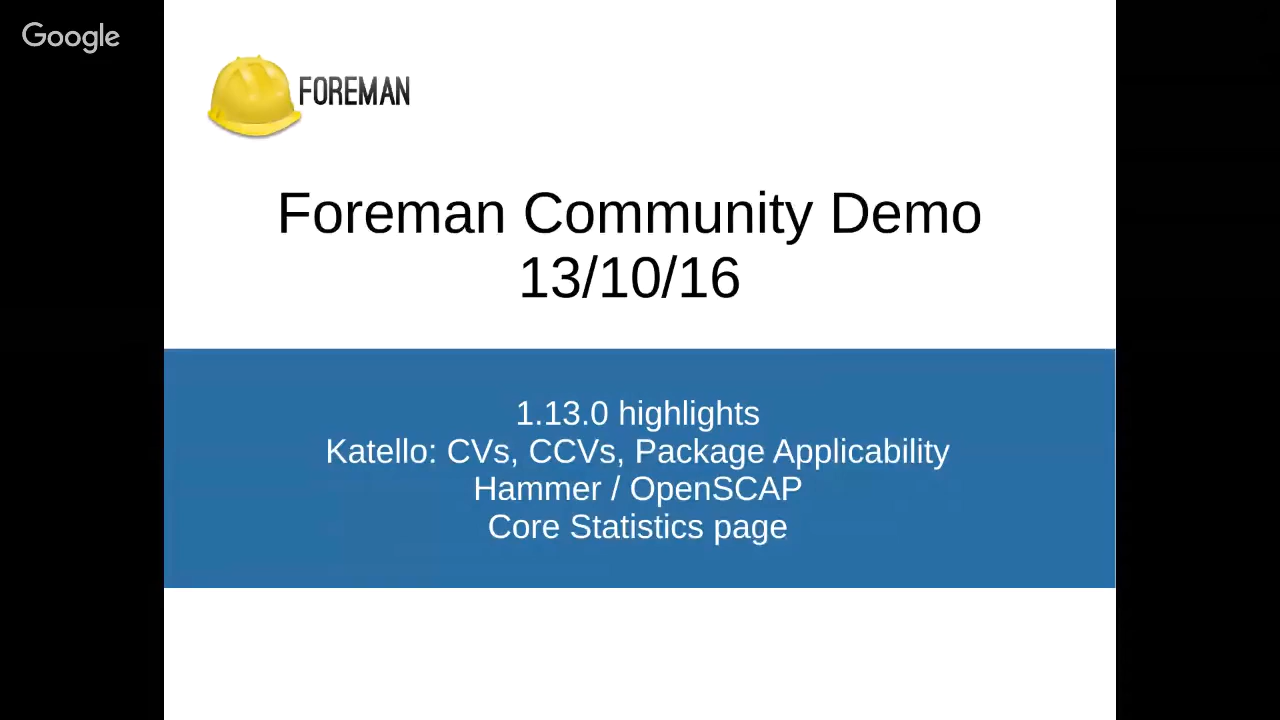 Google
FOREMAN
Foreman Community Demo
13/10/16
1.13.0 highlights
Katello: CVs, CCVs, Package Applicability
Hammer / OpenSCAP
Core Statistics page